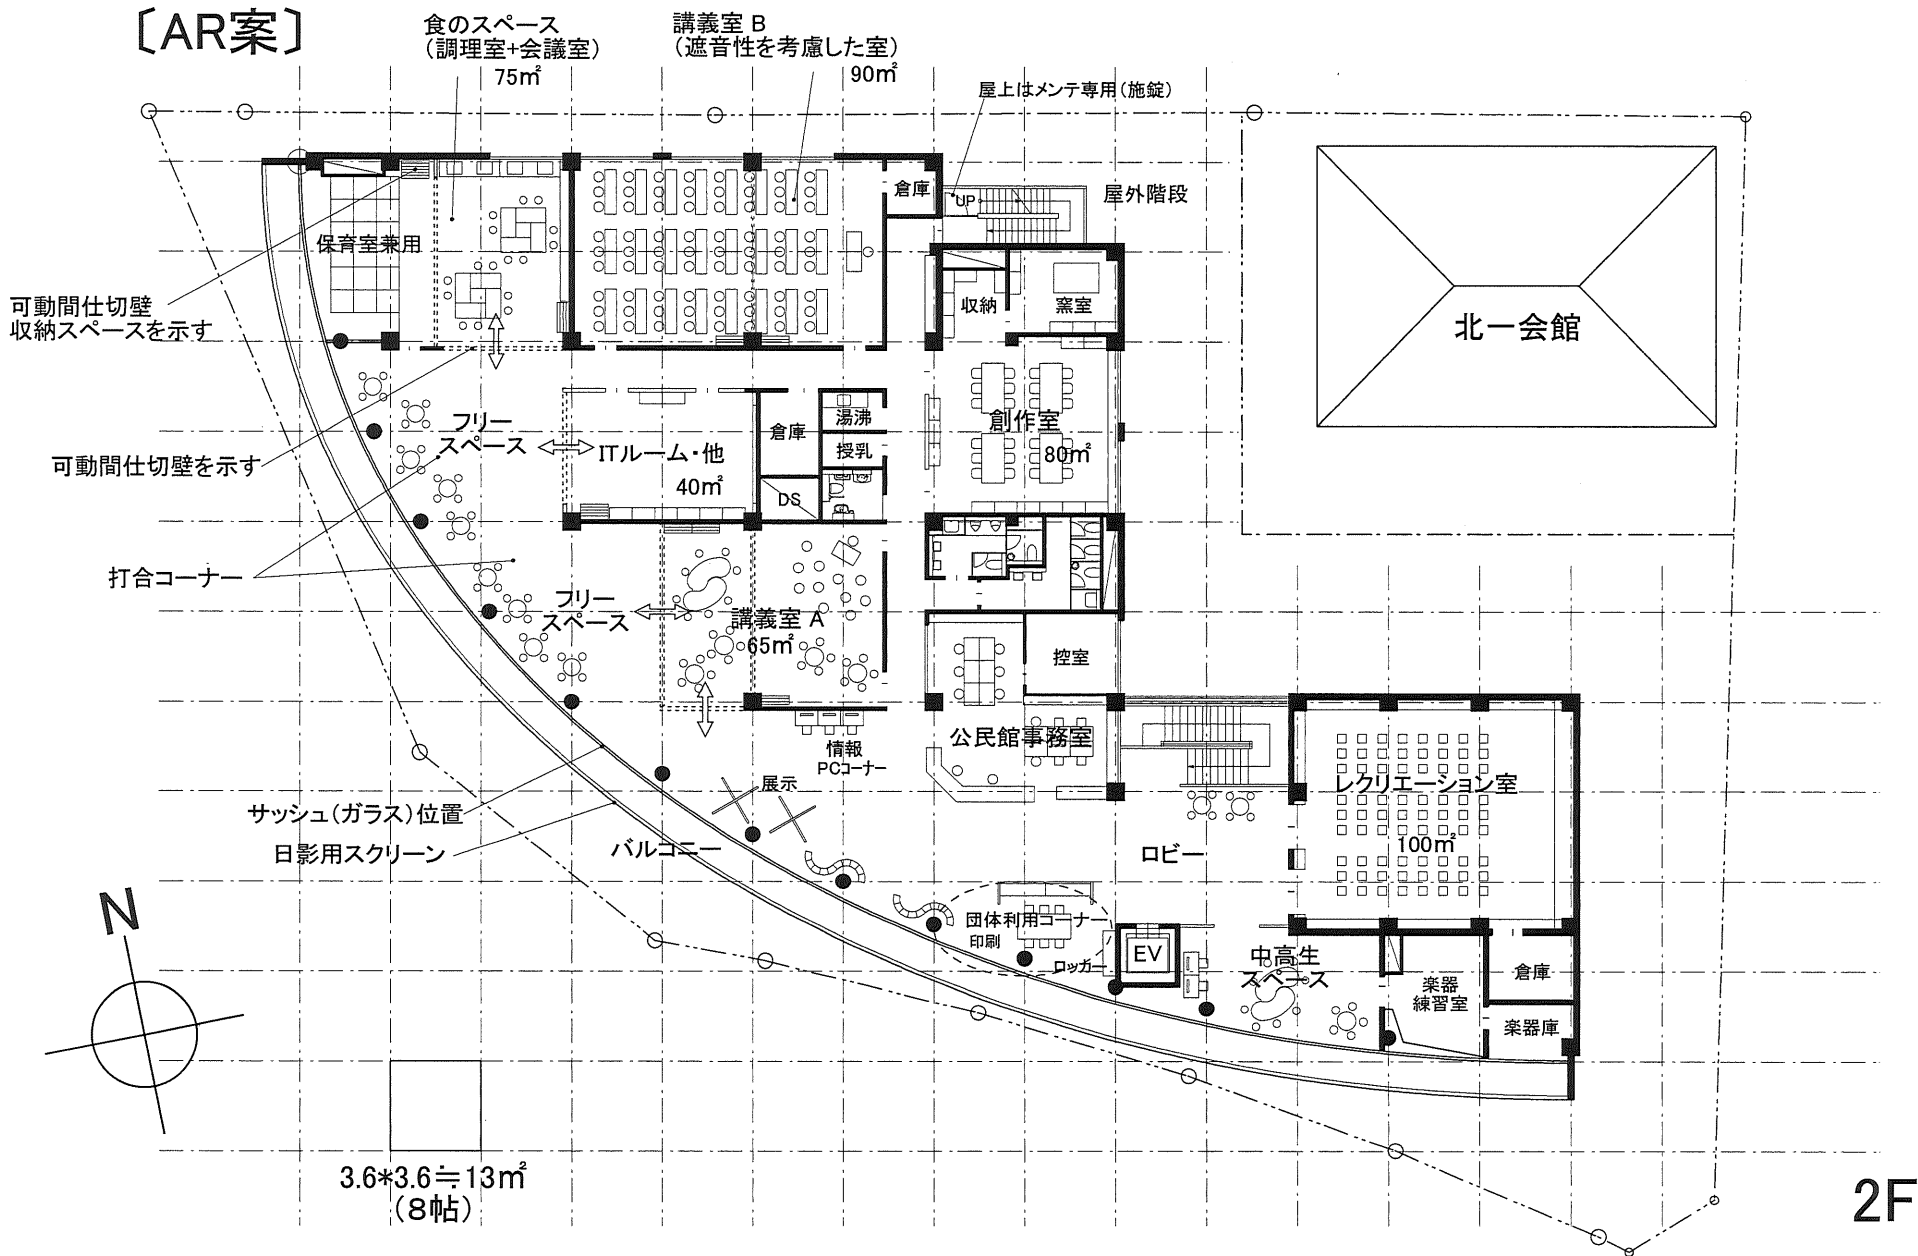 〔AR案〕
食のスペース
（調理室+会議室）
75㎡
講義室 B
（遮音性を考慮した室）
90㎡
屋上はメンテ専用（施錠）
倉庫
UP
屋外階段
保育室兼用
可動間仕切壁
収納スペースを示す
収納
窯室
北一会館
フリー
スペース
ITルーム・他
40㎡
倉庫
湯沸
授乳
DS
創作室
80㎡
可動間仕切壁を示す
打合コーナー
フリー
スペース
講義室 A
65㎡
控室
公民館事務室
情報
PCコーナー
展示
レクリエーション室
100㎡
サッシュ（ガラス）位置
日影用スクリーン
バルコニー
ロビー
団体利用コーナー
印刷
ロッカー
EV
中高生
スペース
楽器
練習室
倉庫
楽器庫
N
3.6*3.6≒13㎡
（8帖）
2F